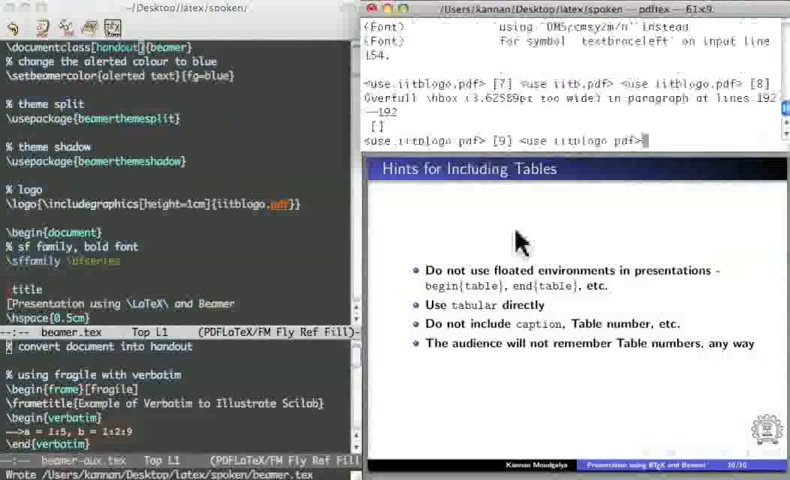 ~/Desktop/latex/spoken/
\documentclass[handout]{beamer}
% change the alerted colour to blue
\setbeamercolor{alerted text}{fg=blue}
% theme split
\usepackage{beamerthemesplit}
% theme shadow
\usepackage{beamerthemeshadow}
% logo
\logo{\includegraphics[height=1cm]{iitblogo.pdf}}
\begin{document}
% sf family, bold font
\sffamily \bfseries
title
[Presentation using \LaTeX\ and Beamer
\hspace{0.5cm}
--:-- beamer.tex Top L1 (PDFLaTeX/FM Fly Ref Fill)-
% convert document into handout
% using fragile with verbatim
\begin{frame}[fragile]
\frametitle{Example of Verbatim to Illustrate Scilab}
\begin{verbatim}
-->a = 1:5, b = 1:2:9
\end{verbatim}
--:-- beamer-aux.tex Top L1 (PDFLaTeX/FM Fly Ref Fill
Wrote /Users/kannan/Desktop/latex/spoken/beamer.tex
/Users/kannan/Desktop/latex/spoken — pdftex — 61×9
(Font) using `OMS/cmsy/m/n' instead
(Font) for symbol `textbraceleft' on input line
154.
<use iitblogo.pdf> [7] <use iitb.pdf> <use iitblogo.pdf> [8]
Overfull \hbox (3.62589pt too wide) in paragraph at lines 192
--192
[]
<use iitblogo.pdf> [9] <use iitblogo.pdf>
Hints for Including Tables
Do not use floated environments in presentations -
begin{table}, end{table}, etc.
Use tabular directly
Do not include caption, Table number, etc.
The audience will not remember Table numbers, any way
Kannan Moudgalya Presentation using LATEX and Beamer 10/10